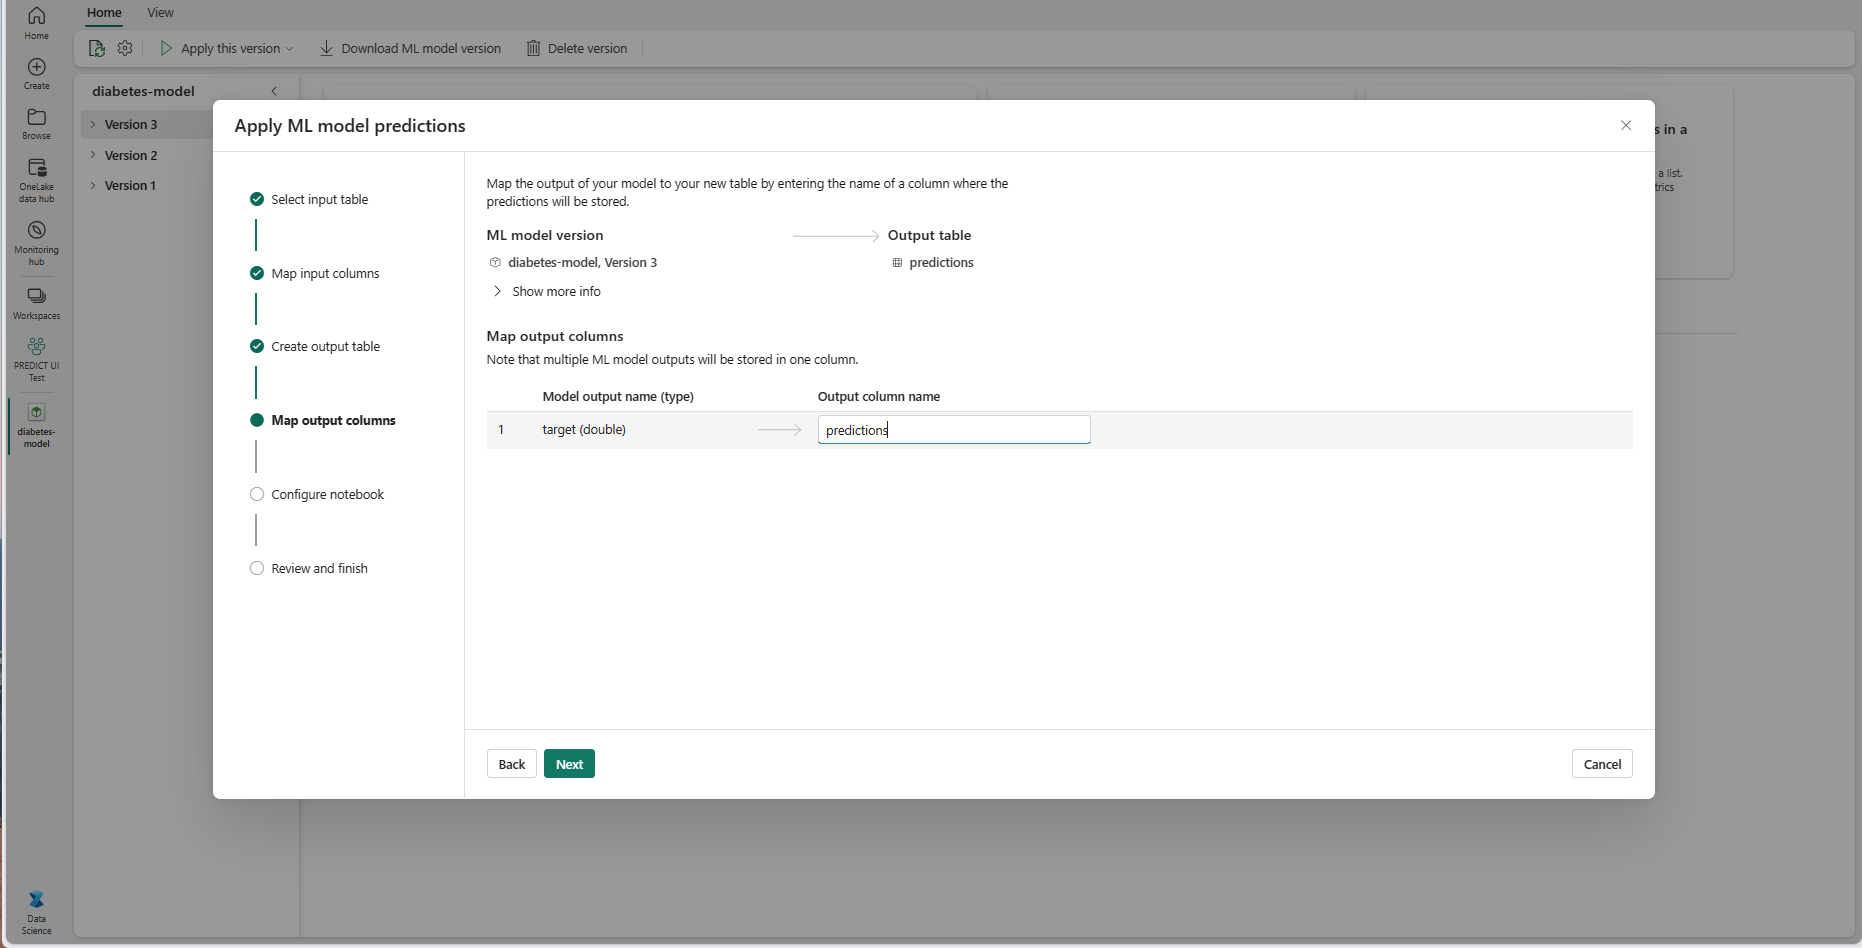 Home
View
Home
Create
Browse
OneLake
data hub
Monitoring
hub
Workspaces
PREDICT UI
Test
diabetes-
model
Data
Science
Apply this version
Download ML model version
Delete version
diabetes-model
Version 3
Version 2
Version 1
s in a
a list.
trics
Apply ML model predictions
Select input table
Map input columns
Create output table
Map output columns
Configure notebook
Review and finish
Map the output of your model to your new table by entering the name of a column where the
predictions will be stored.
ML model version
Output table
diabetes-model, Version 3
predictions
Show more info
Map output columns
Note that multiple ML model outputs will be stored in one column.
Model output name (type)
Output column name
1
target (double)
predictions
Back
Next
Cancel